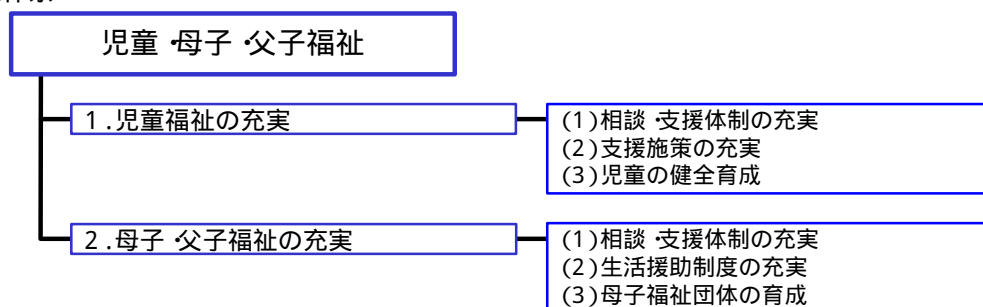 児童・母子・父子福祉
1.児童福祉の充実
(1)相談・支援体制の充実
(2)支援施策の充実
(3)児童の健全育成
2.母子・父子福祉の充実
(1)相談・支援体制の充実
(2)生活援助制度の充実
(3)母子福祉団体の育成